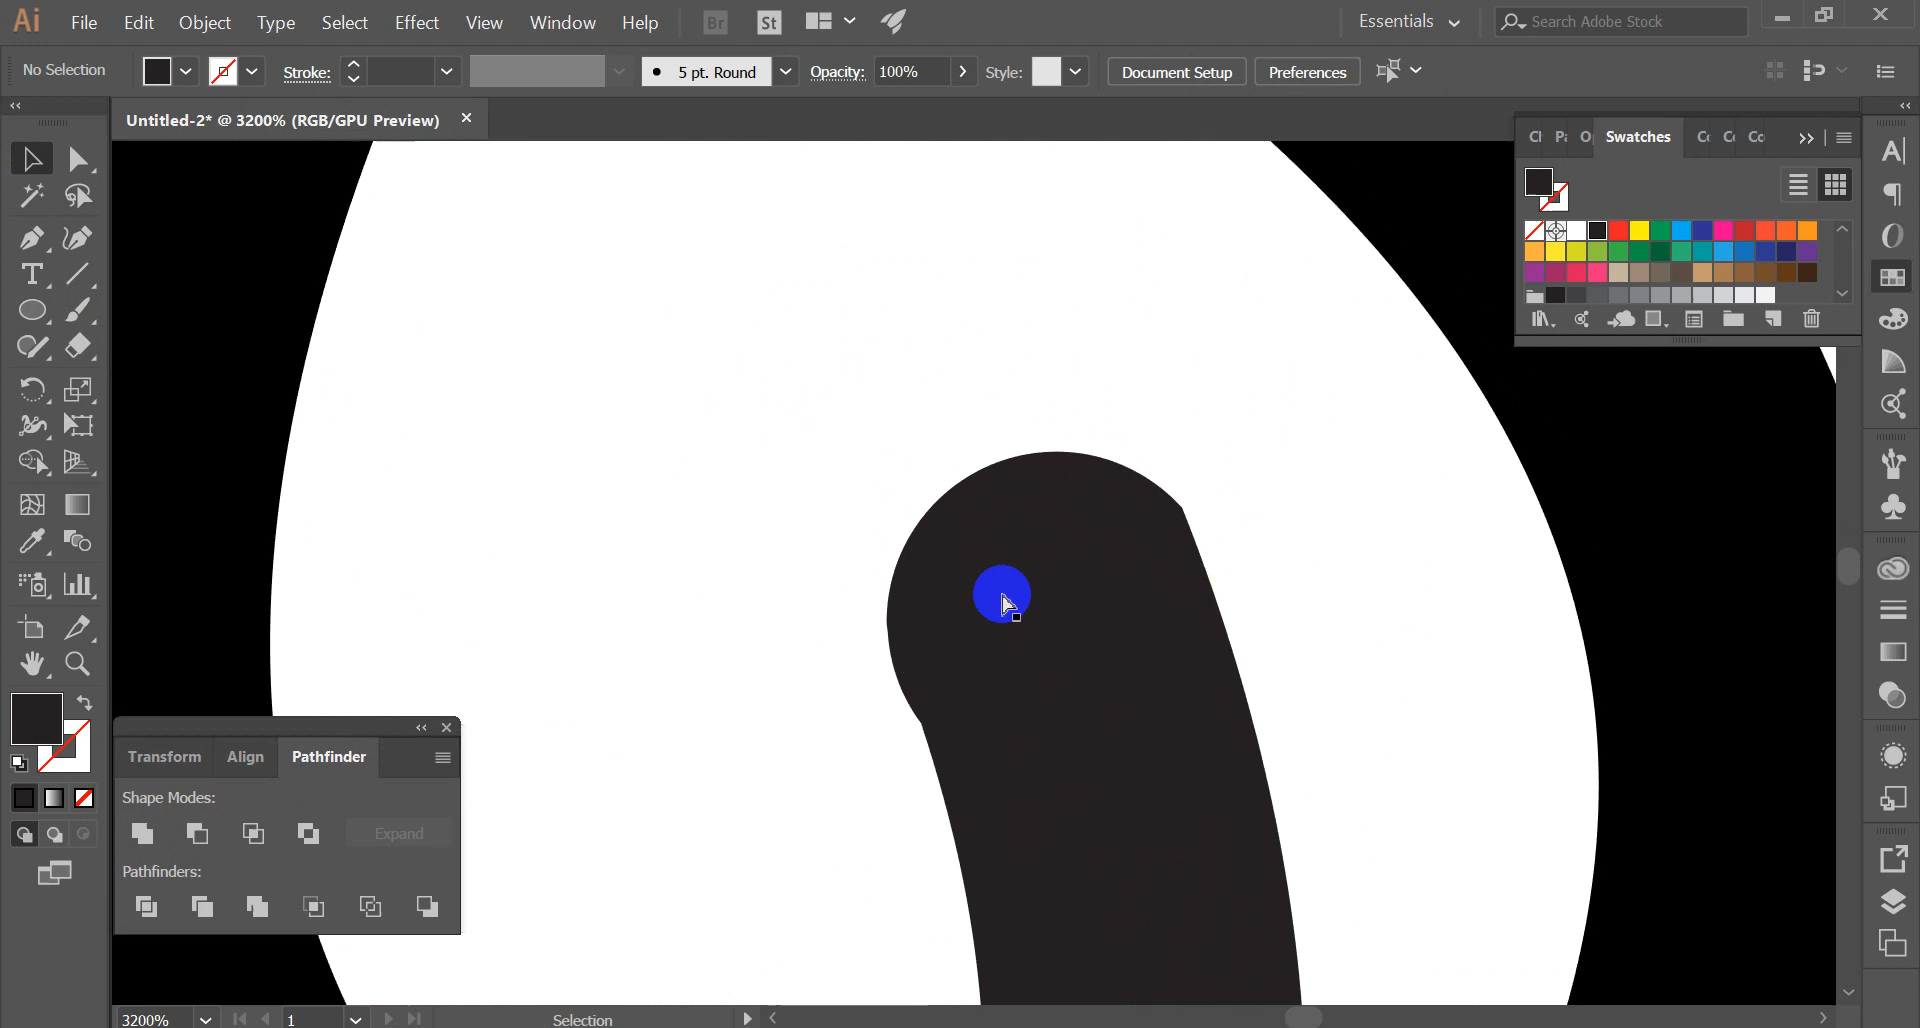 Ai File Edit Object Type Select Effect View Window Help Br St Essentials Search Adobe Stock
No Selection Stroke: 5 pt. Round Opacity: 100% Style: Document Setup Preferences
Untitled-2* @ 3200% (RGB/GPU Preview)
Swatches
Transform Align Pathfinder
Shape Modes:
Expand
Pathfinders:
3200% 1 Selection